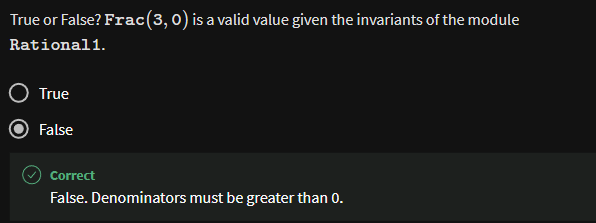 True or False? Frac(3, 0) is a valid value given the invariants of the module
Rational1.
True
False
Correct
False. Denominators must be greater than 0.